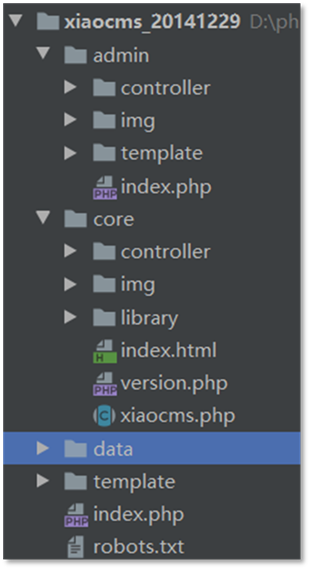 xiaocms_20141229 D:\ph
admin
controller
img
template
index.php
core
controller
img
library
index.html
version.php
xiaocms.php
data
template
index.php
robots.txt